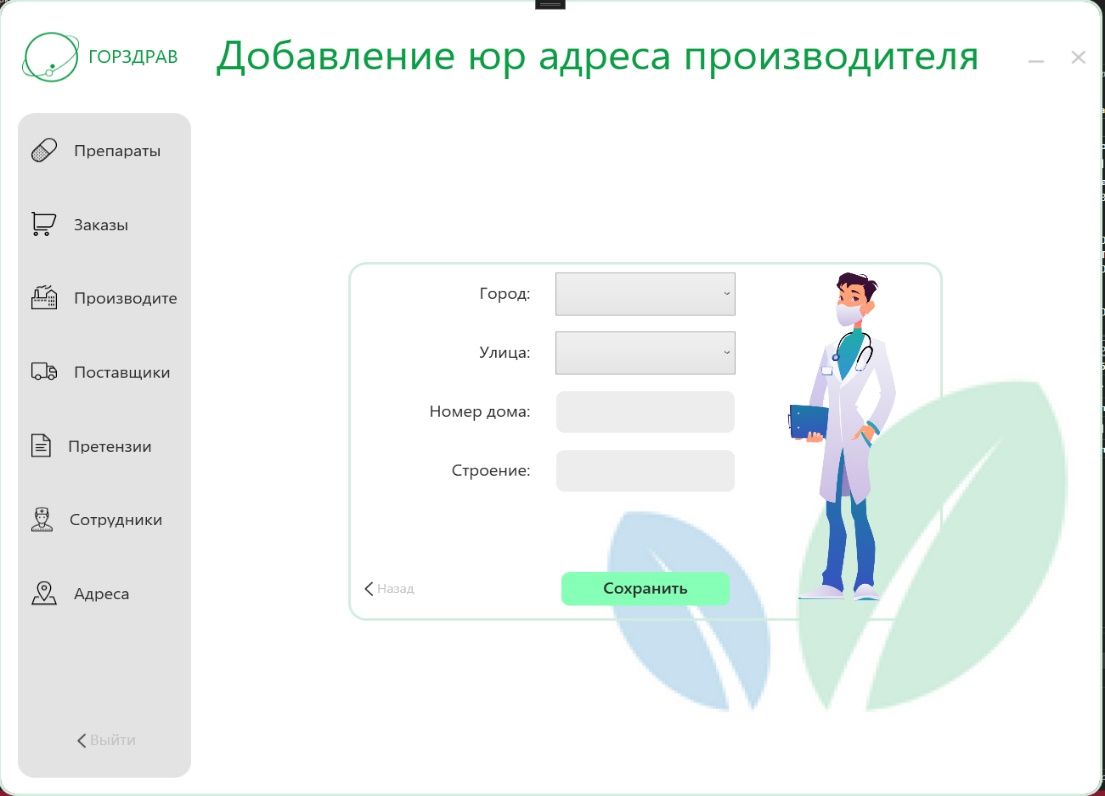 ГОРЗДРАВ
Добавление юр адреса производителя
Препараты
Заказы
Производите
Поставщики
Претензии
Сотрудники
Адреса
Выйти
Город:
Улица:
Номер дома:
Строение:
Назад
Сохранить